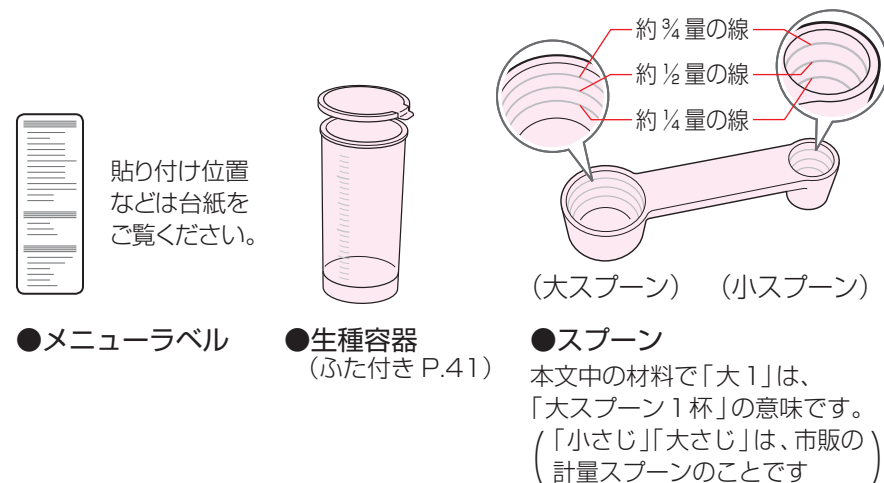 約¾量の線
約½量の線
約¼量の線
貼り付け位置
などは台紙を
ご覧ください。
(大スプーン) (小スプーン)
●メニューラベル
●生種容器
(ふた付き P.41)
●スプーン
本文中の材料で「大1」は、
「大スプーン1杯」の意味です。
(「小さじ」「大さじ」は、市販の
計量スプーンのことです)